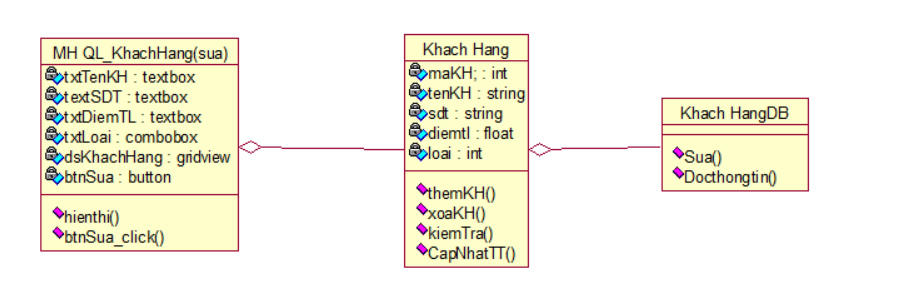 MH QL_KhachHang(sua)
txtTenKH : textbox
textSDT : textbox
txtDiemTL : textbox
txtLoai : combobox
dsKhachHang : gridview
btnSua : button
hienthi()
btnSua_click()
Khach Hang
maKH; : int
tenKH : string
sdt : string
diemtl : float
loai : int
themKH()
xoaKH()
kiemTra()
CapNhatTT()
Khach HangDB
Sua()
Docthongtin()